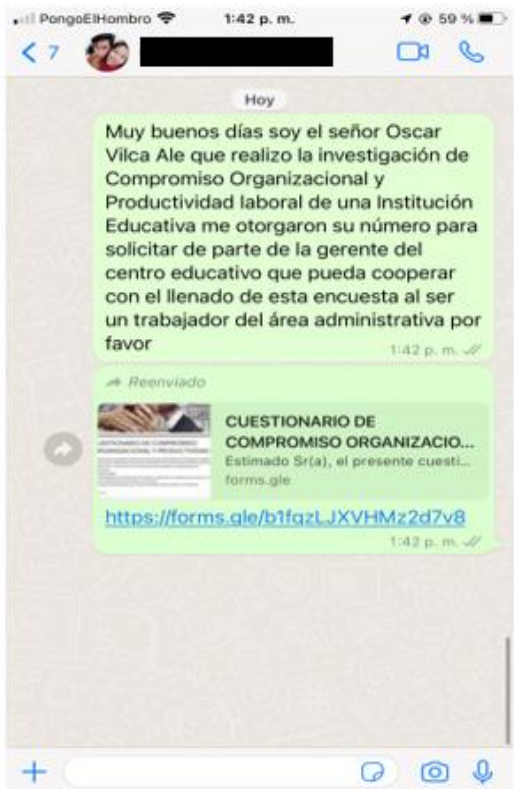 PongoElHombro 1:42 p. m. 59 %
7
Hoy
Muy buenos días soy el señor Oscar
Vilca Ale que realizo la investigación de
Compromiso Organizacional y
Productividad laboral de una Institución
Educativa me otorgaron su número para
solicitar de parte de la gerente del
centro educativo que pueda cooperar
con el llenado de esta encuesta al ser
un trabajador del área administrativa por
favor
1:42 p. m.
Reenviado
CUESTIONARIO DE
COMPROMISO ORGANIZACIO...
Estimado Sr(a), el presente cuesti...
forms.gle
https://forms.gle/b1fqzLJXVHMz2d7v8
1:42 p. m.